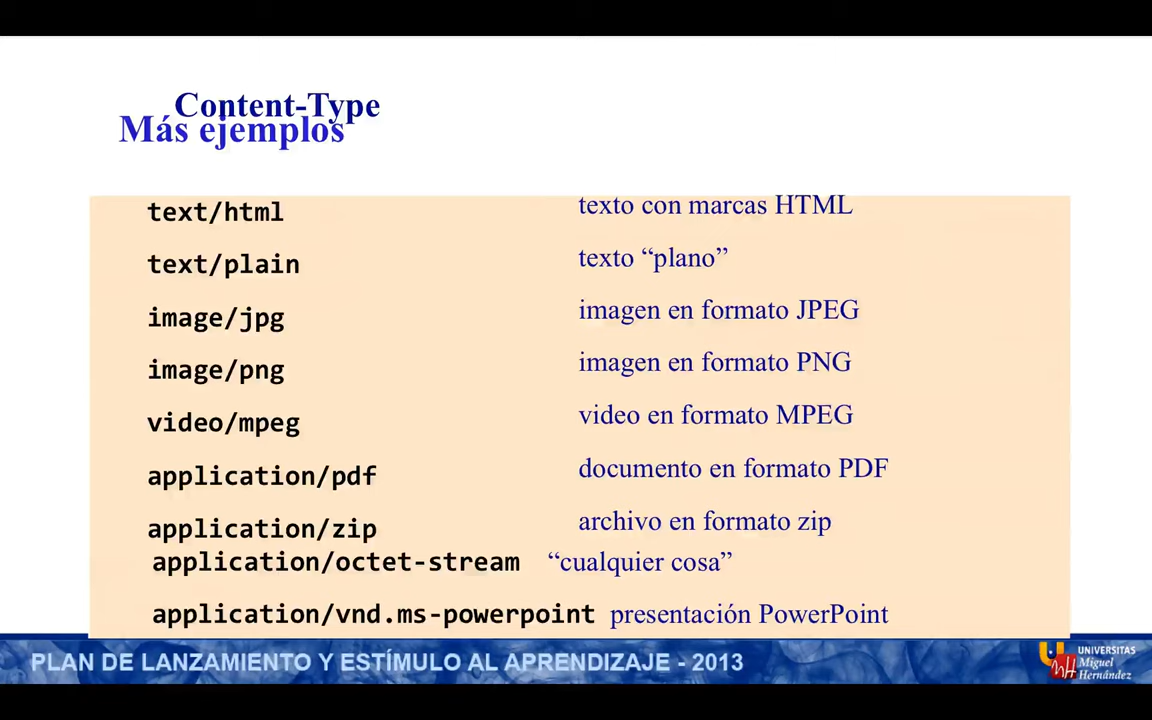 Content-Type
Más ejemplos
text/html texto con marcas HTML
text/plain texto “plano”
image/jpg imagen en formato JPEG
image/png imagen en formato PNG
video/mpeg video en formato MPEG
application/pdf documento en formato PDF
application/zip archivo en formato zip
application/octet-stream “cualquier cosa”
application/vnd.ms-powerpoint presentación PowerPoint
PLAN DE LANZAMIENTO Y ESTÍMULO AL APRENDIZAJE - 2013
UNIVERSITAS
Miguel
Hernández